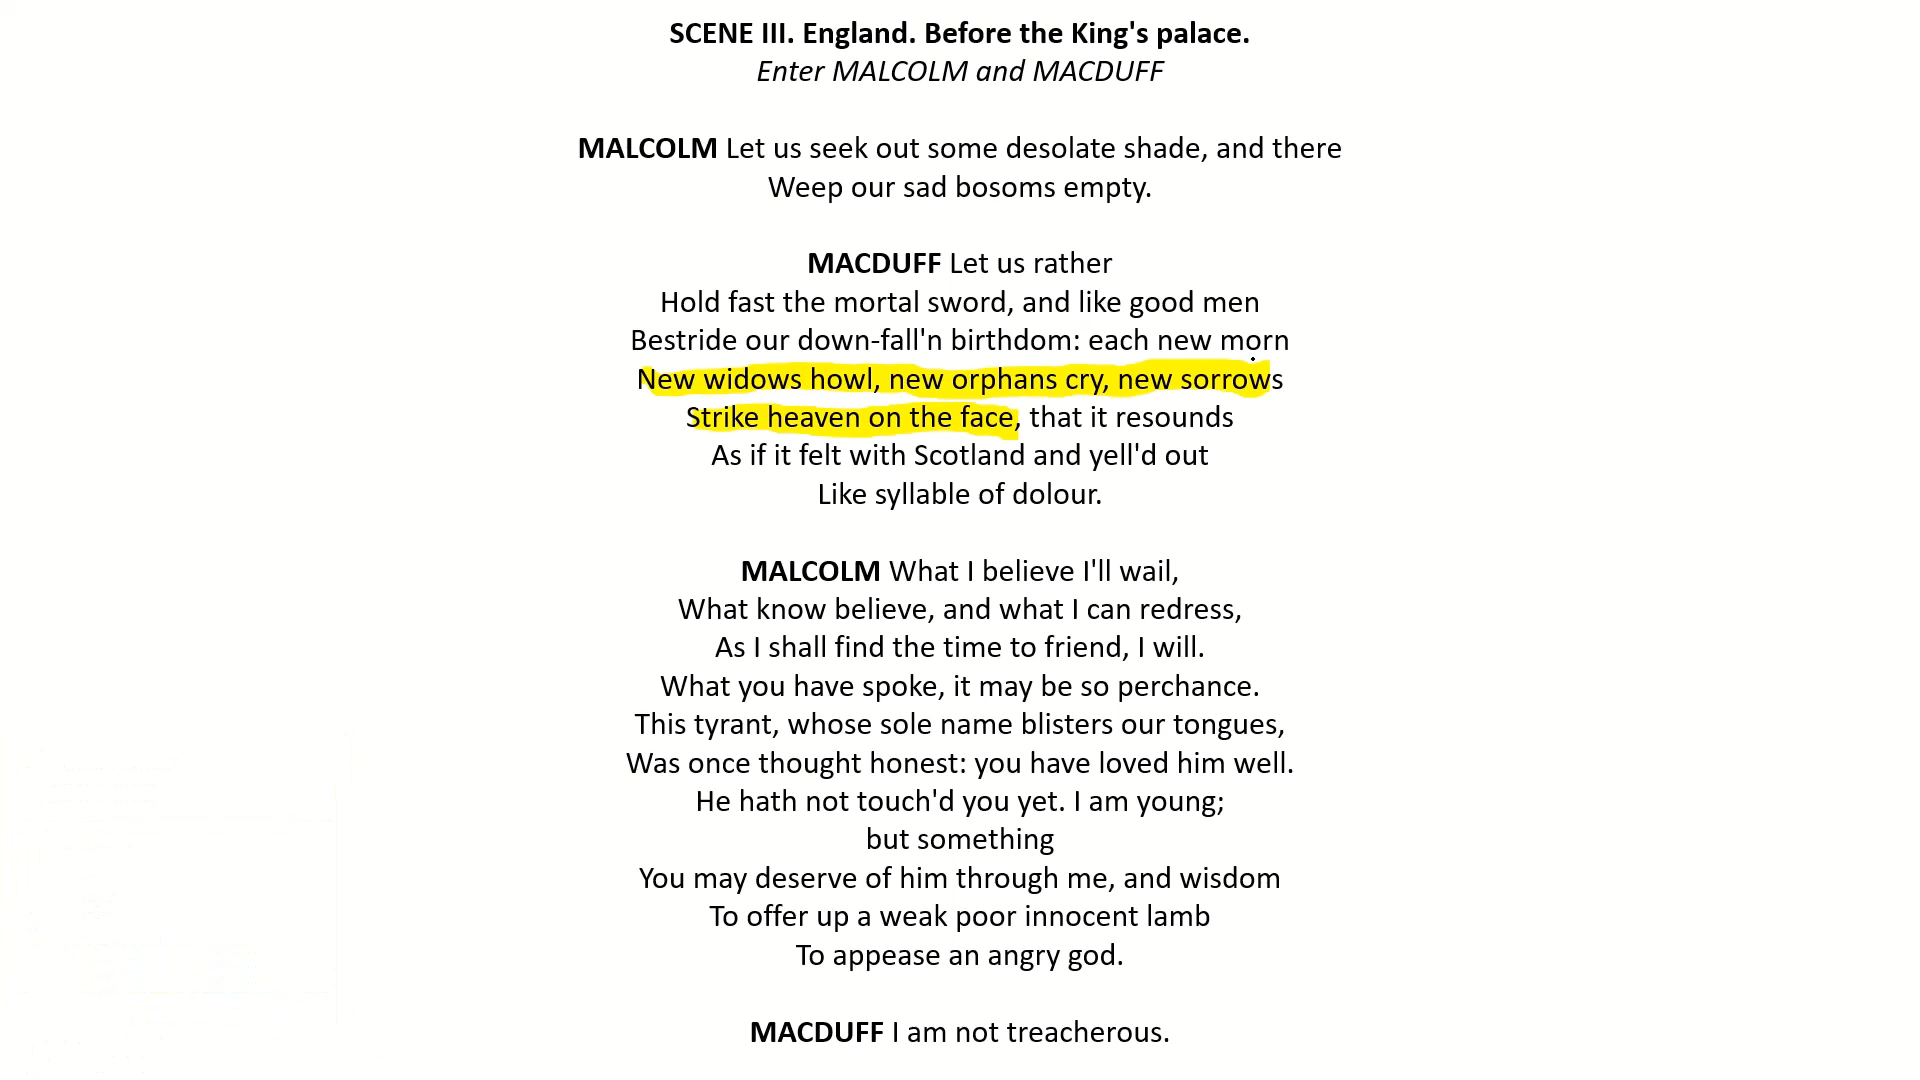 SCENE III. England. Before the King's palace.
Enter MALCOLM and MACDUFF
MALCOLM Let us seek out some desolate shade, and there
Weep our sad bosoms empty.
MACDUFF Let us rather
Hold fast the mortal sword, and like good men
Bestride our down-fall'n birthdom: each new morn
New widows howl, new orphans cry, new sorrows
Strike heaven on the face, that it resounds
As if it felt with Scotland and yell'd out
Like syllable of dolour.
MALCOLM What I believe I'll wail,
What know believe, and what I can redress,
As I shall find the time to friend, I will.
What you have spoke, it may be so perchance.
This tyrant, whose sole name blisters our tongues,
Was once thought honest: you have loved him well.
He hath not touch'd you yet. I am young;
but something
You may deserve of him through me, and wisdom
To offer up a weak poor innocent lamb
To appease an angry god.
MACDUFF I am not treacherous.